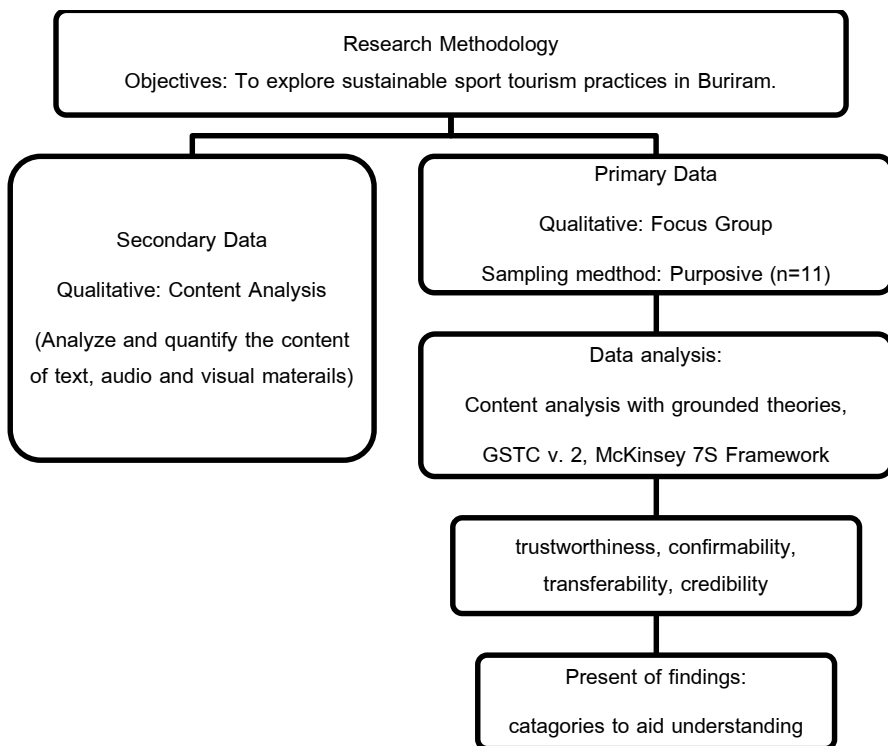 Research Methodology
Objectives: To explore sustainable sport tourism practices in Buriram.
Secondary Data
Qualitative: Content Analysis
(Analyze and quantify the content
of text, audio and visual materails)
Primary Data
Qualitative: Focus Group
Sampling medthod: Purposive (n=11)
Data analysis:
Content analysis with grounded theories,
GSTC v. 2, McKinsey 7S Framework
trustworthiness, confirmability,
transferability, credibility
Present of findings:
catagories to aid understanding